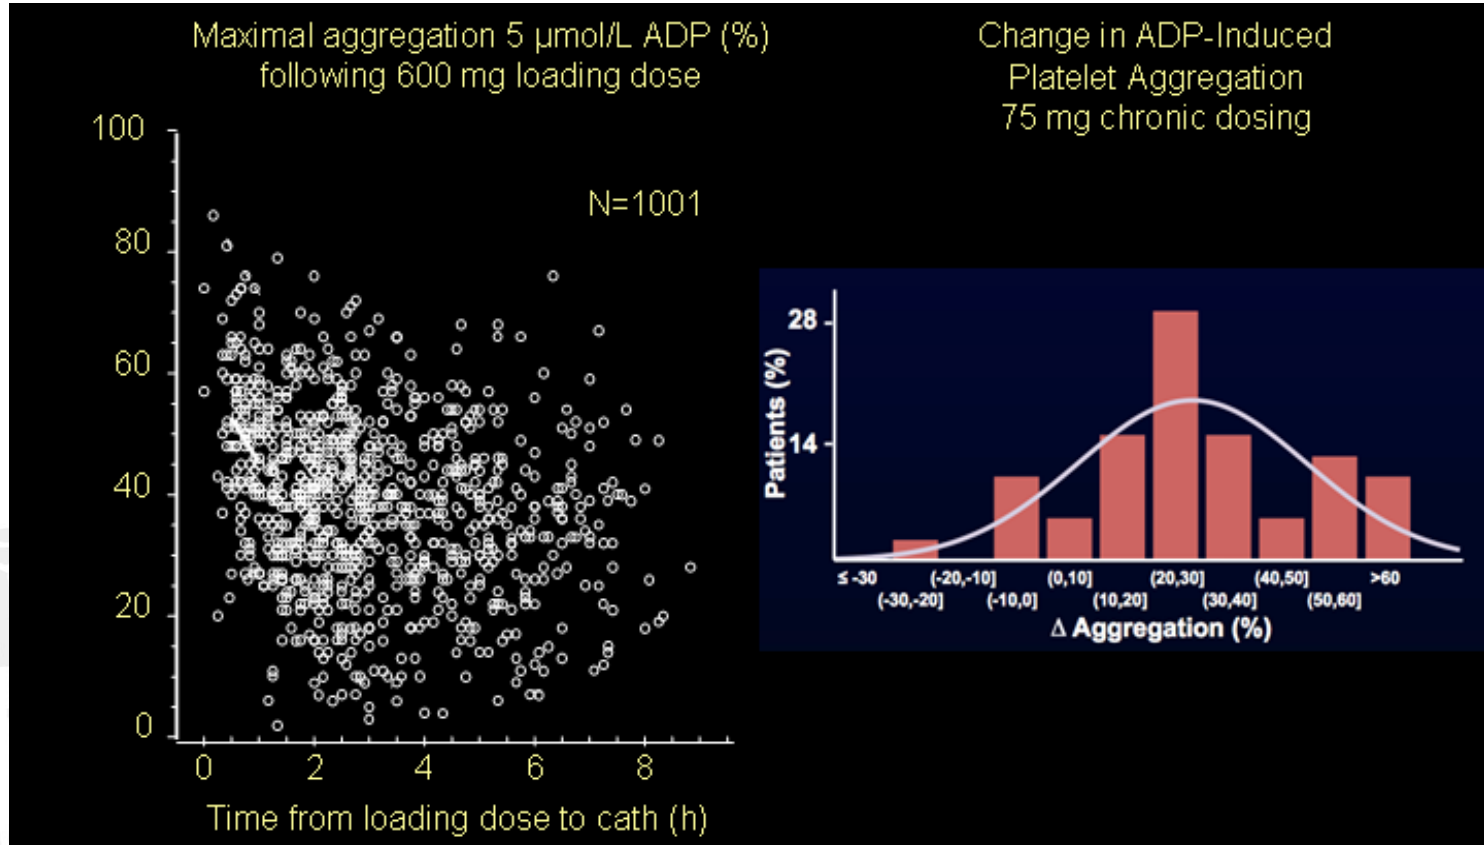 Maximal aggregation 5 µmol/L ADP (%)
following 600 mg loading dose
100
80
60
40
20
0
N=1001
0 2 4 6 8
Time from loading dose to cath (h)
Change in ADP-Induced
Platelet Aggregation
75 mg chronic dosing
Patients (%)
28
14
≤ -30 (-20,-10] (0,10] (20,30] (40,50] >60
(-30,-20] (-10,0] (10,20] (30,40] (50,60]
Δ Aggregation (%)